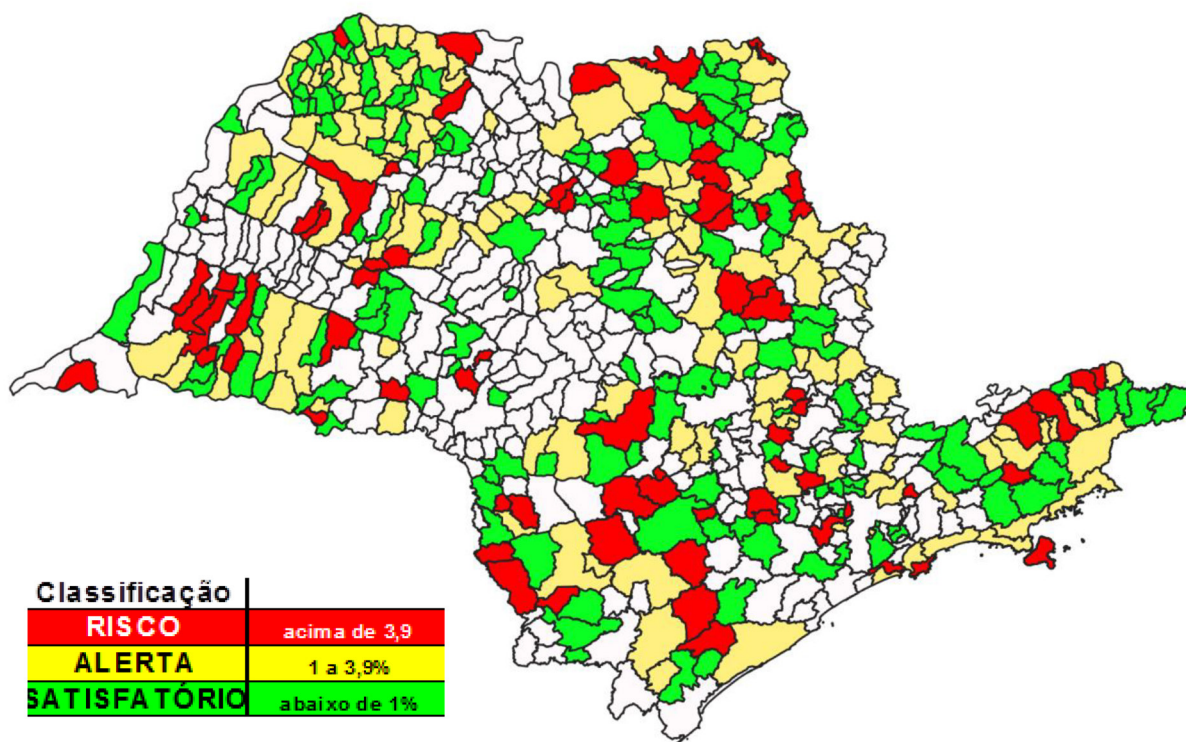 Classificação
RISCO acima de 3,9
ALERTA 1 a 3,9%
SATISFATÓRIO abaixo de 1%